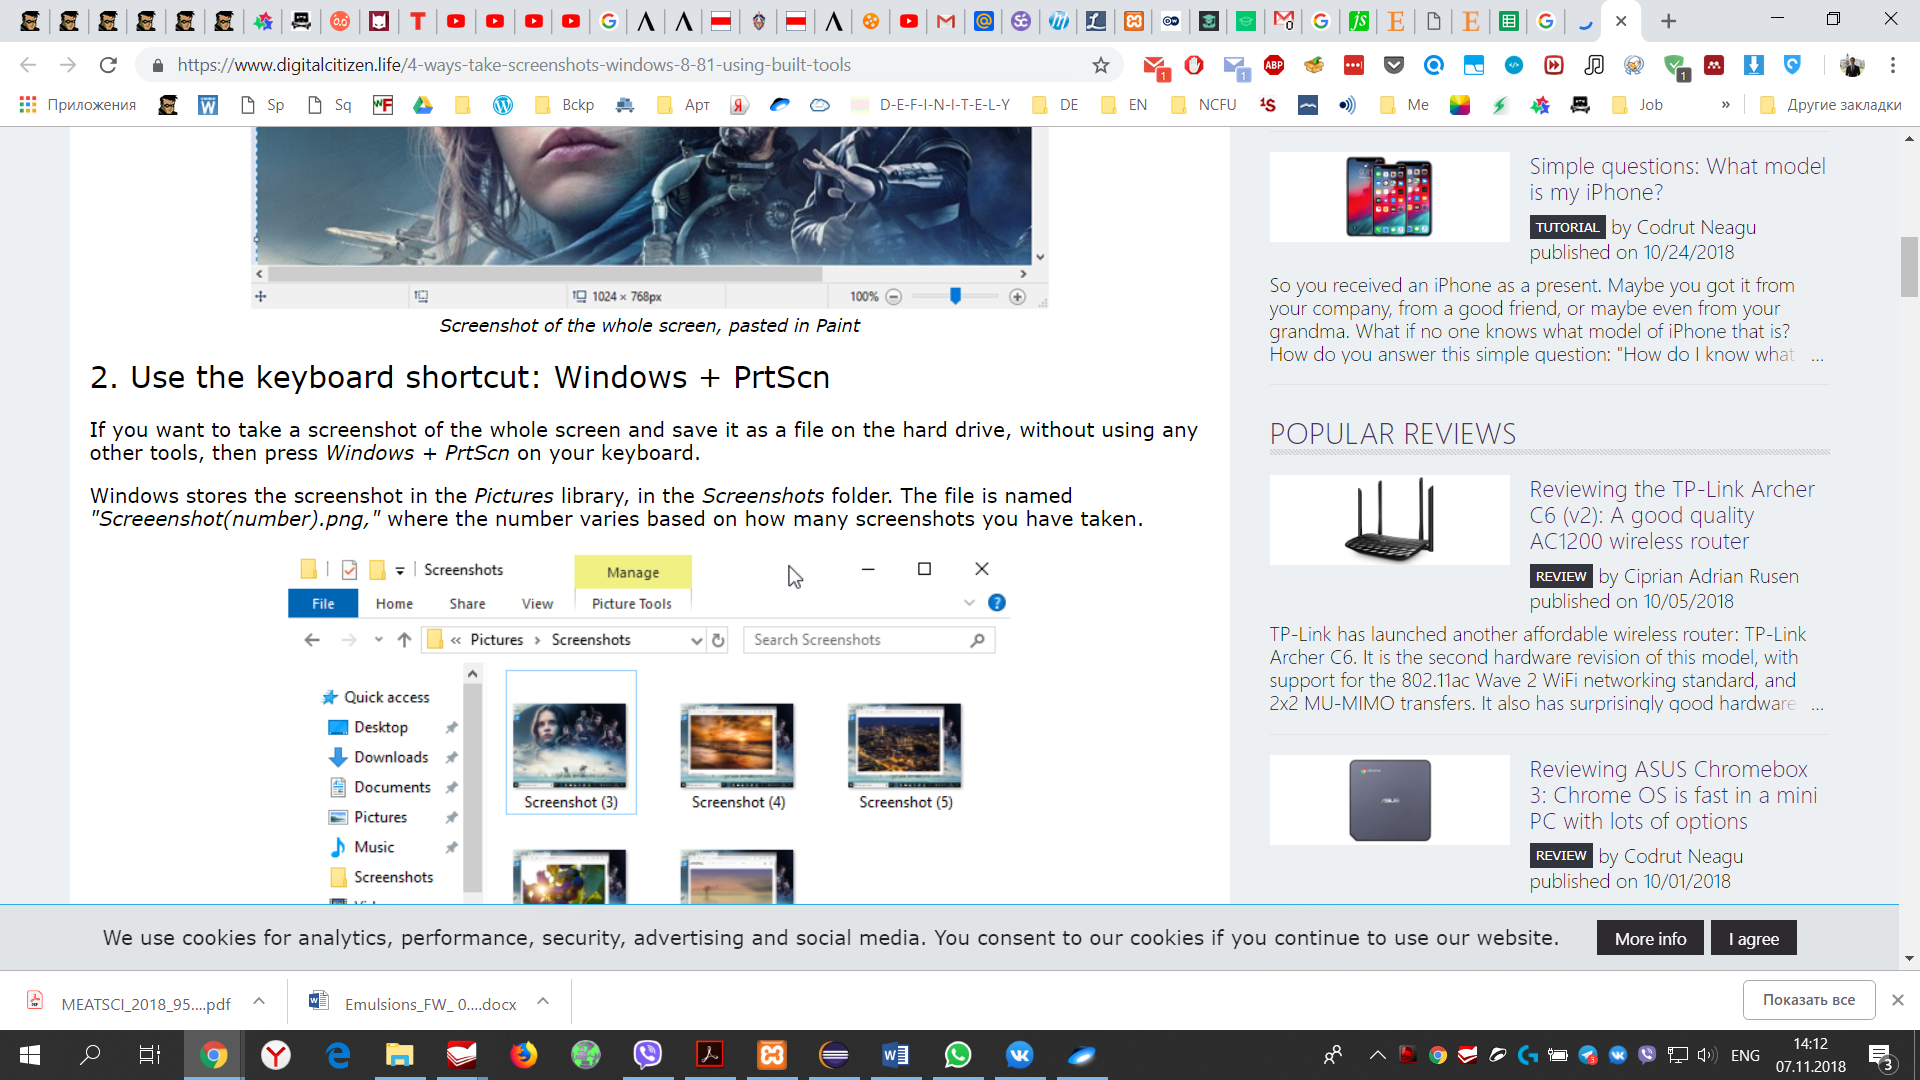 https://www.digitalcitizen.life/4-ways-take-screenshots-windows-8-81-using-built-tools
1
1
ABP
1
Приложения
Sp
Sq
Bckp
Арт
D-E-F-I-N-I-T-E-L-Y
DE
EN
NCFU
Me
Job
»
Другие закладки
1024 × 768px
100%
Screenshot of the whole screen, pasted in Paint
2. Use the keyboard shortcut: Windows + PrtScn
If you want to take a screenshot of the whole screen and save it as a file on the hard drive, without using any
other tools, then press Windows + PrtScn on your keyboard.
Windows stores the screenshot in the Pictures library, in the Screenshots folder. The file is named
"Screeenshot(number).png," where the number varies based on how many screenshots you have taken.
Screenshots
Manage
File
Home
Share
View
Picture Tools
« Pictures › Screenshots
Search Screenshots
Quick access
Desktop
Downloads
Documents
Pictures
Music
Screenshots
Screenshot (3)
Screenshot (4)
Screenshot (5)
Simple questions: What model
is my iPhone?
TUTORIAL by Codrut Neagu
published on 10/24/2018
So you received an iPhone as a present. Maybe you got it from
your company, from a good friend, or maybe even from your
grandma. What if no one knows what model of iPhone that is?
How do you answer this simple question: "How do I know what ...
POPULAR REVIEWS
Reviewing the TP-Link Archer
C6 (v2): A good quality
AC1200 wireless router
REVIEW by Ciprian Adrian Rusen
published on 10/05/2018
TP-Link has launched another affordable wireless router: TP-Link
Archer C6. It is the second hardware revision of this model, with
support for the 802.11ac Wave 2 WiFi networking standard, and
2x2 MU-MIMO transfers. It also has surprisingly good hardware ...
Reviewing ASUS Chromebox
3: Chrome OS is fast in a mini
PC with lots of options
REVIEW by Codrut Neagu
published on 10/01/2018
We use cookies for analytics, performance, security, advertising and social media. You consent to our cookies if you continue to use our website.
More info
I agree
MEATSCI_2018_95....pdf
Emulsions_FW_ 0....docx
Показать все
ENG
14:12
07.11.2018
3